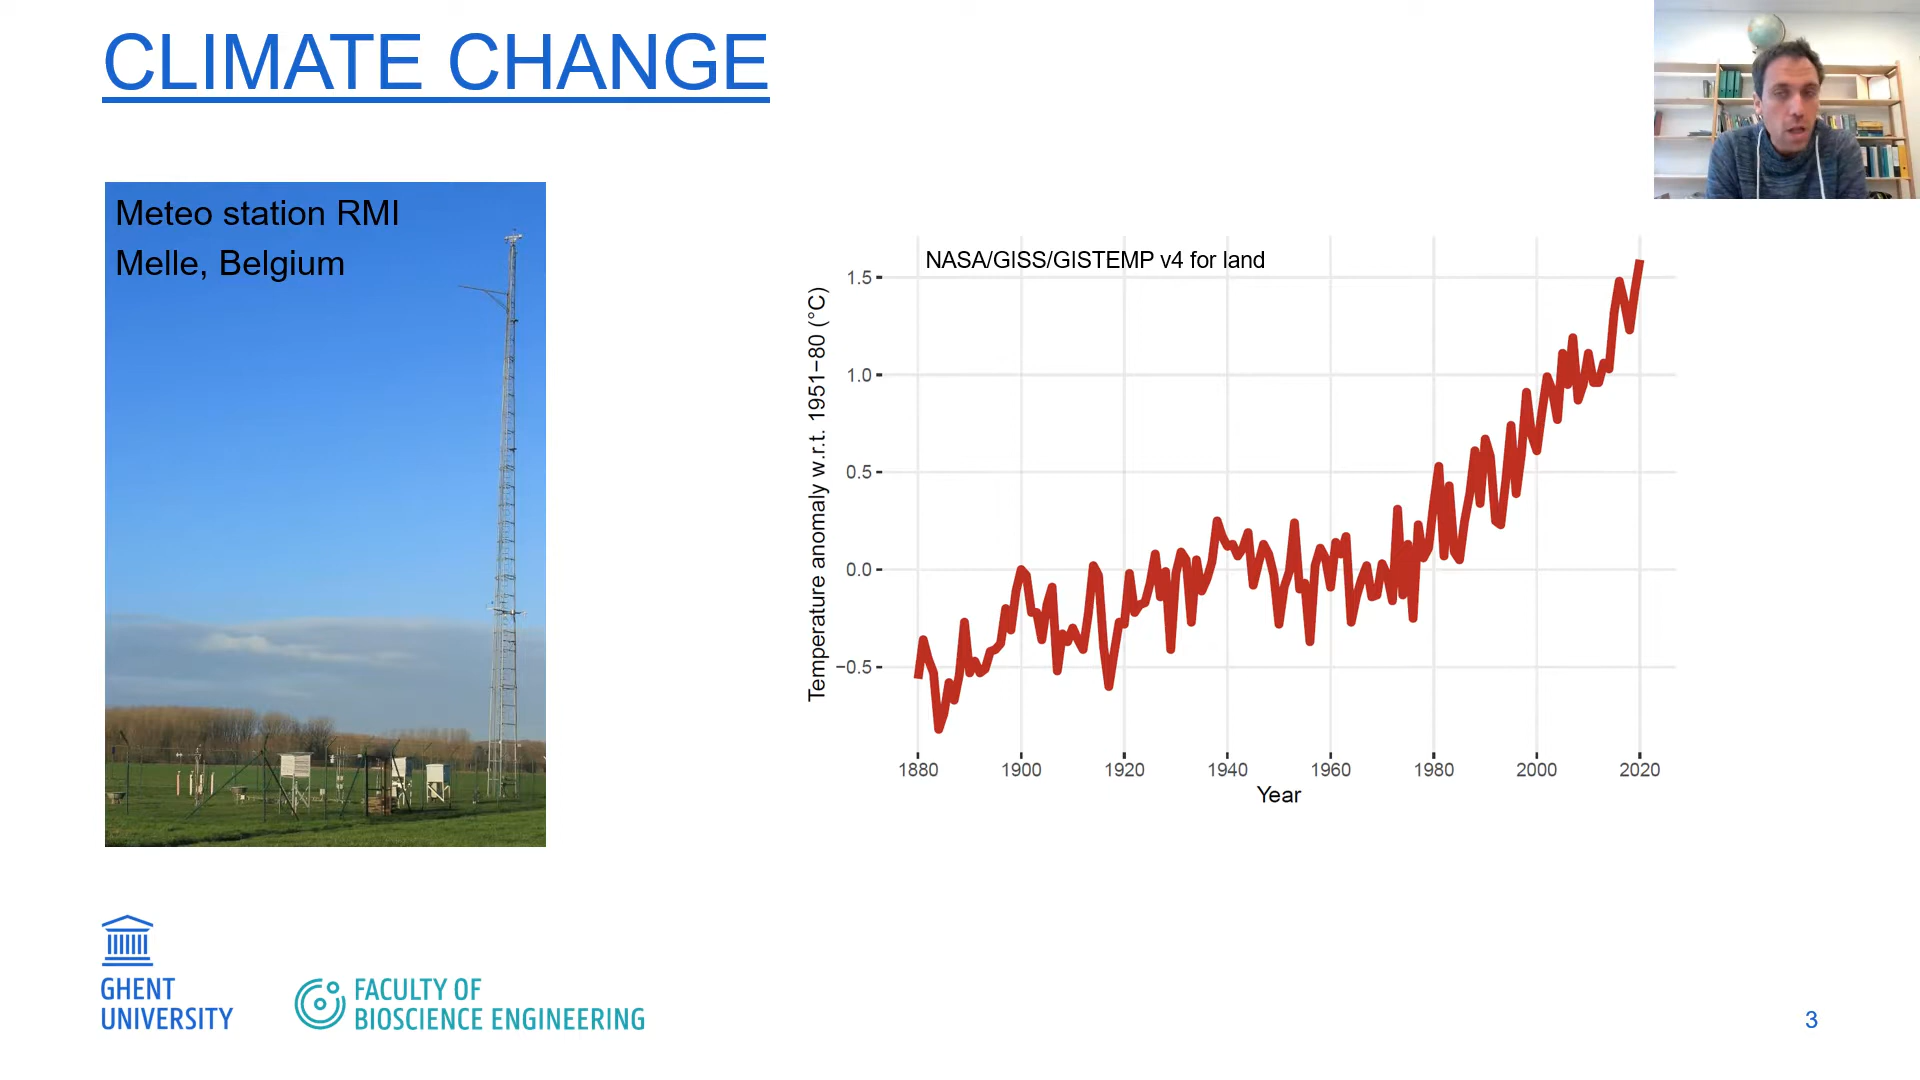 CLIMATE CHANGE
Meteo station RMI
Melle, Belgium
NASA/GISS/GISTEMP v4 for land
Temperature anomaly w.r.t. 1951−80 (°C)
1.5
1.0
0.5
0.0
−0.5
1880 1900 1920 1940 1960 1980 2000 2020
Year
GHENT
UNIVERSITY
FACULTY OF
BIOSCIENCE ENGINEERING
3